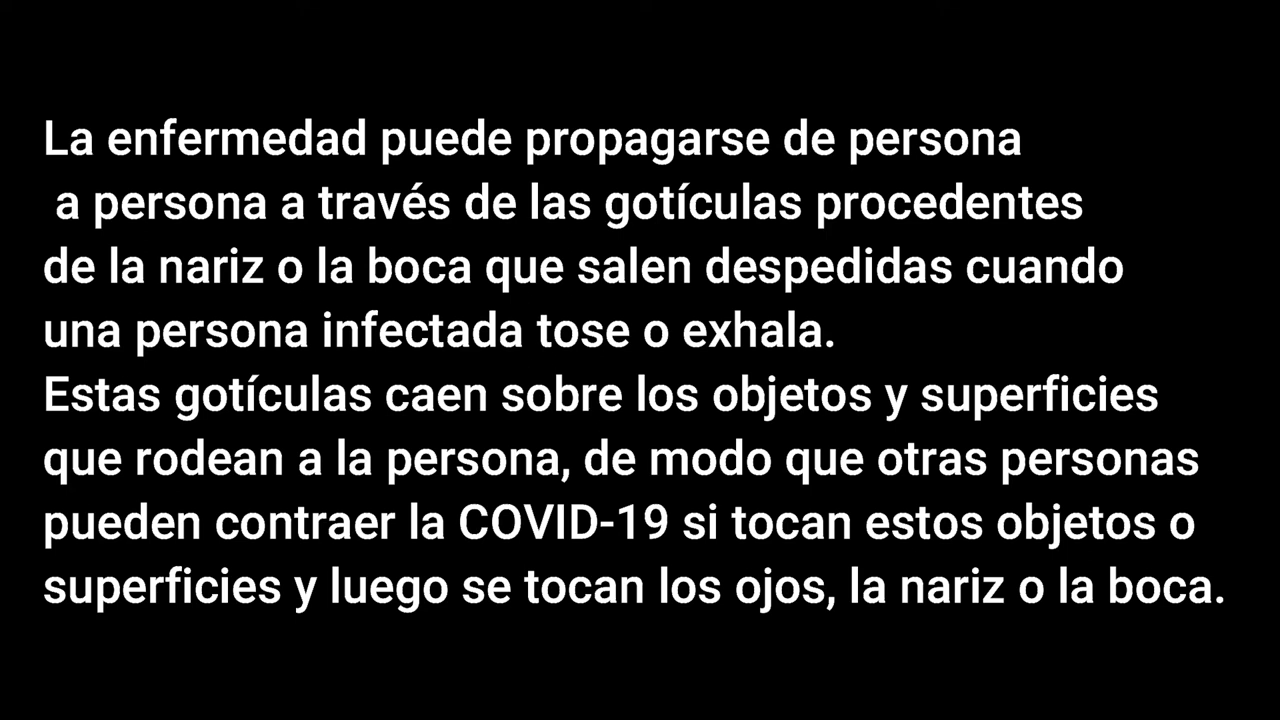 La enfermedad puede propagarse de persona
a persona a través de las gotículas procedentes
de la nariz o la boca que salen despedidas cuando
una persona infectada tose o exhala.
Estas gotículas caen sobre los objetos y superficies
que rodean a la persona, de modo que otras personas
pueden contraer la COVID-19 si tocan estos objetos o
superficies y luego se tocan los ojos, la nariz o la boca.